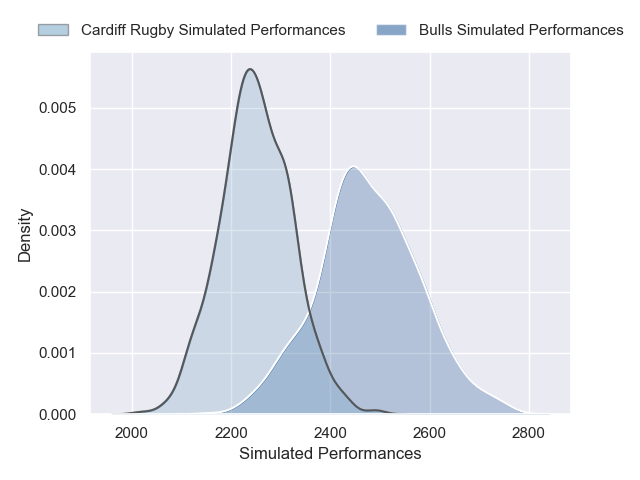 Cardiff Rugby Simulated Performances Bulls Simulated Performances
0.005
0.004
0.003
0.002
0.001
0.000
Density
2000 2200 2400 2600 2800
Simulated Performances